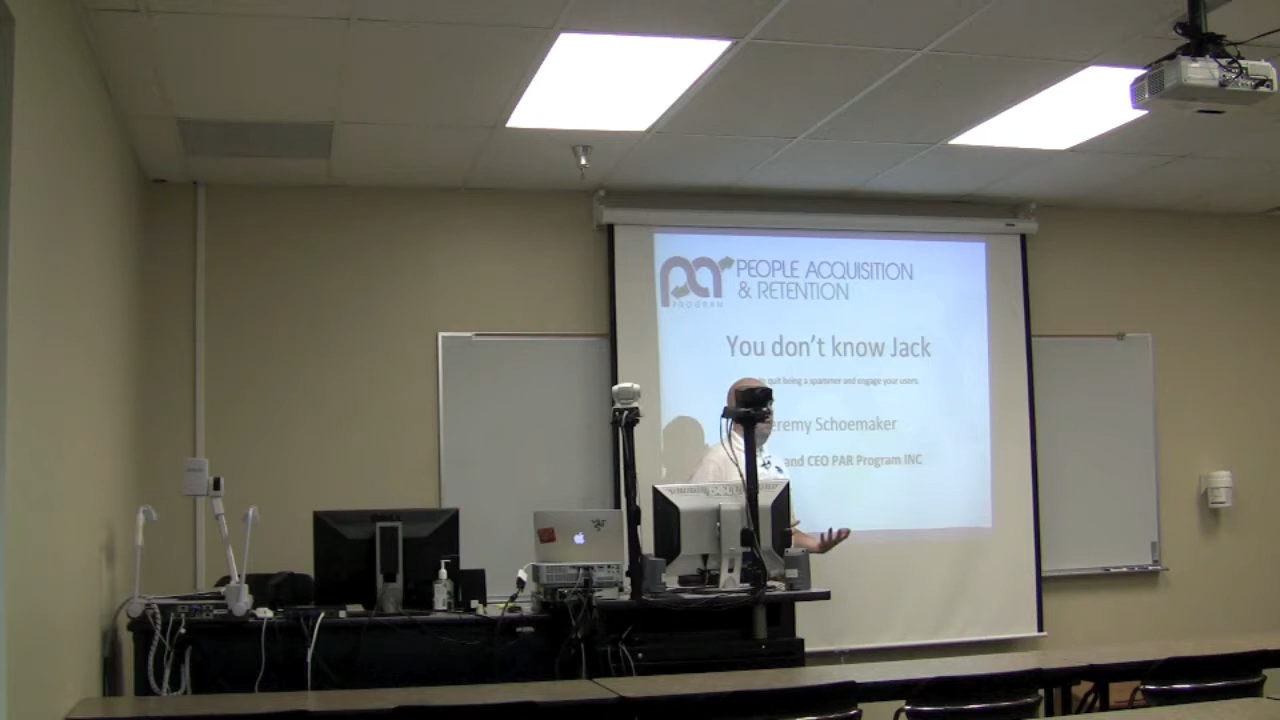 par PEOPLE ACQUISITION
& RETENTION
PROGRAM
You don't know Jack
quit being a spammer and engage your users.
eremy Schoemaker
and CEO PAR Program INC
DELL